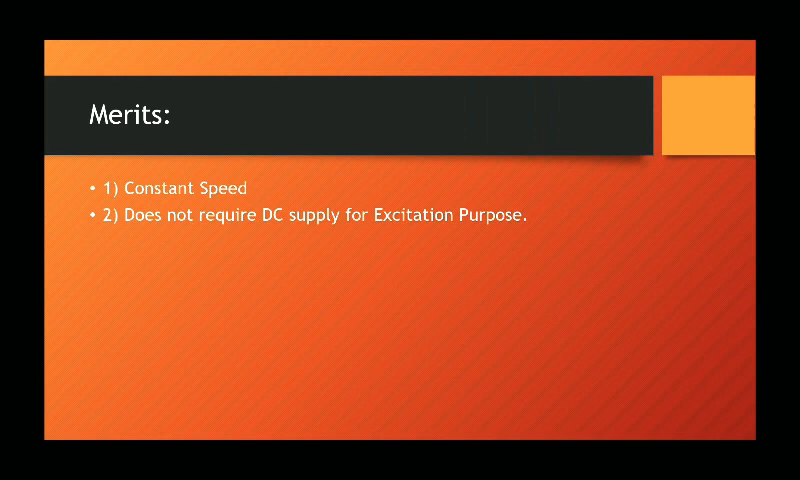 Merits:
• 1) Constant Speed
• 2) Does not require DC supply for Excitation Purpose.